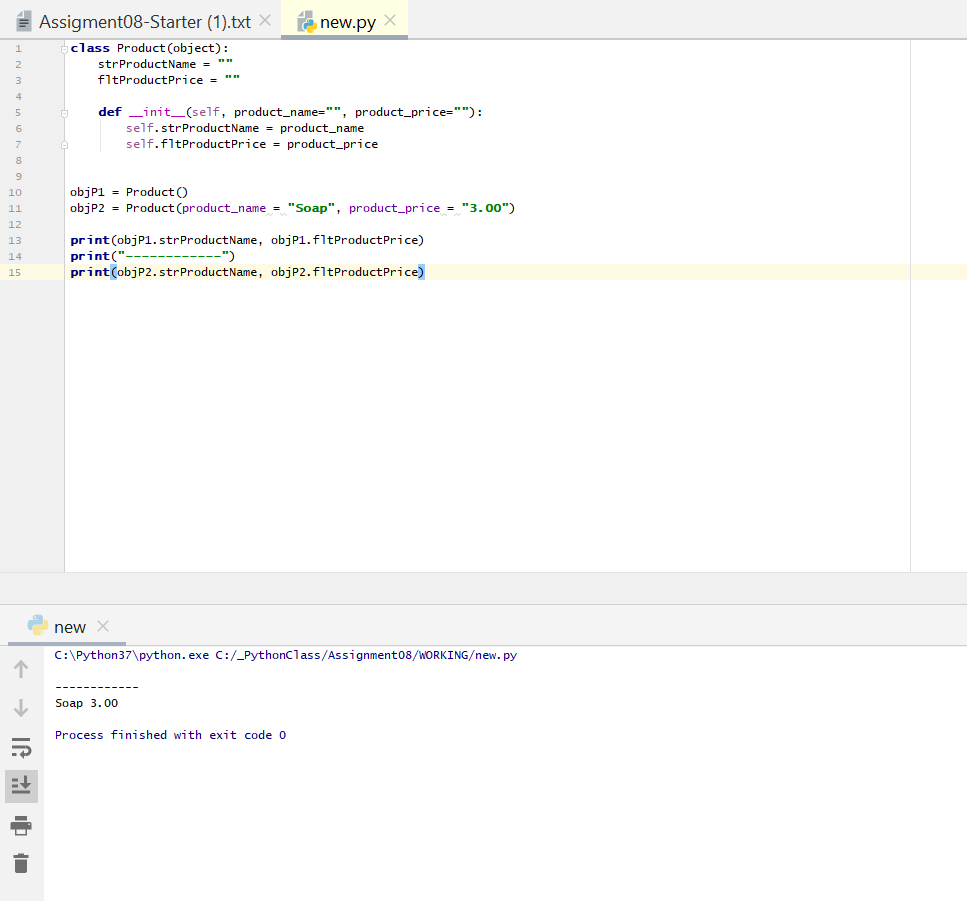 Assigment08-Starter (1).txt
new.py
1 class Product(object):
2     strProductName = ""
3     fltProductPrice = ""
4
5     def __init__(self, product_name="", product_price=""):
6         self.strProductName = product_name
7         self.fltProductPrice = product_price
8
9
10 objP1 = Product()
11 objP2 = Product(product_name = "Soap", product_price = "3.00")
12
13 print(objP1.strProductName, objP1.fltProductPrice)
14 print("------------")
15 print(objP2.strProductName, objP2.fltProductPrice)
new
C:\Python37\python.exe C:/_PythonClass/Assignment08/WORKING/new.py
------------
Soap 3.00
Process finished with exit code 0